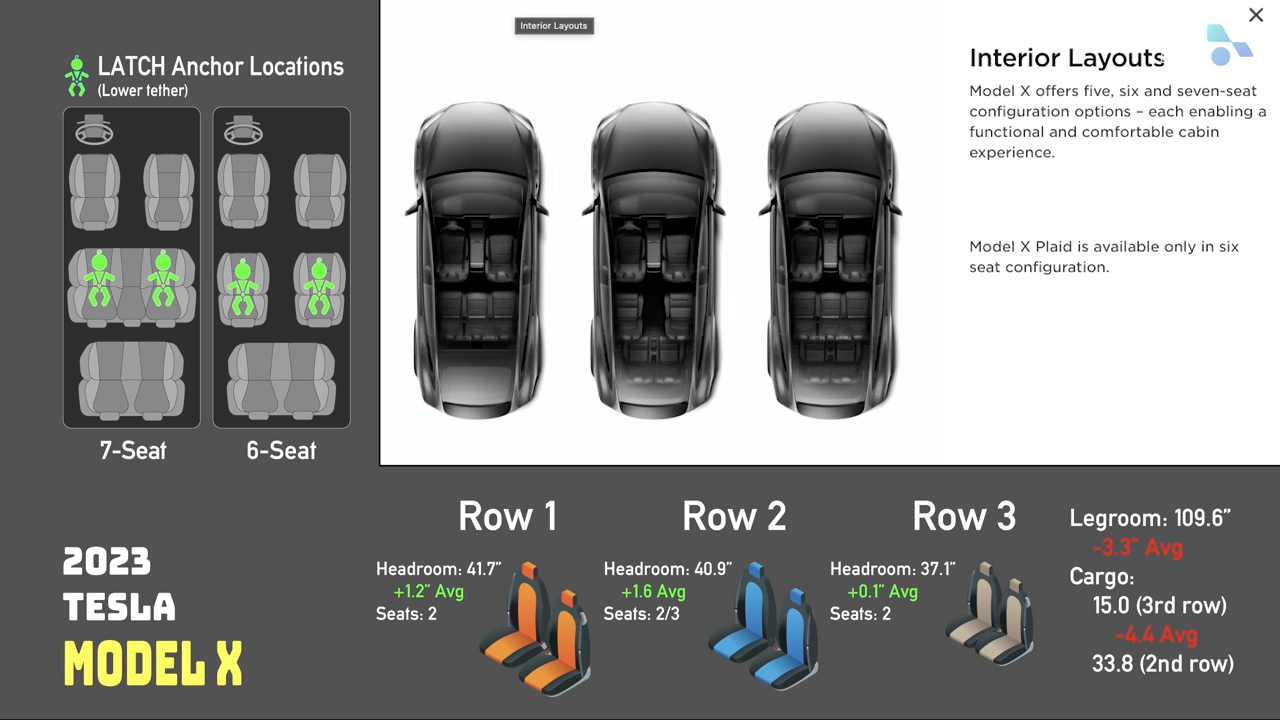 Interior Layouts
LATCH Anchor Locations
(Lower tether)
7-Seat
6-Seat
Interior Layouts
Model X offers five, six and seven-seat
configuration options – each enabling a
functional and comfortable cabin
experience.
Model X Plaid is available only in six
seat configuration.
2023
TESLA
MODEL X
Row 1
Headroom: 41.7”
+1.2” Avg
Seats: 2
Row 2
Headroom: 40.9”
+1.6 Avg
Seats: 2/3
Row 3
Headroom: 37.1”
+0.1” Avg
Seats: 2
Legroom: 109.6”
-3.3” Avg
Cargo:
15.0 (3rd row)
-4.4 Avg
33.8 (2nd row)